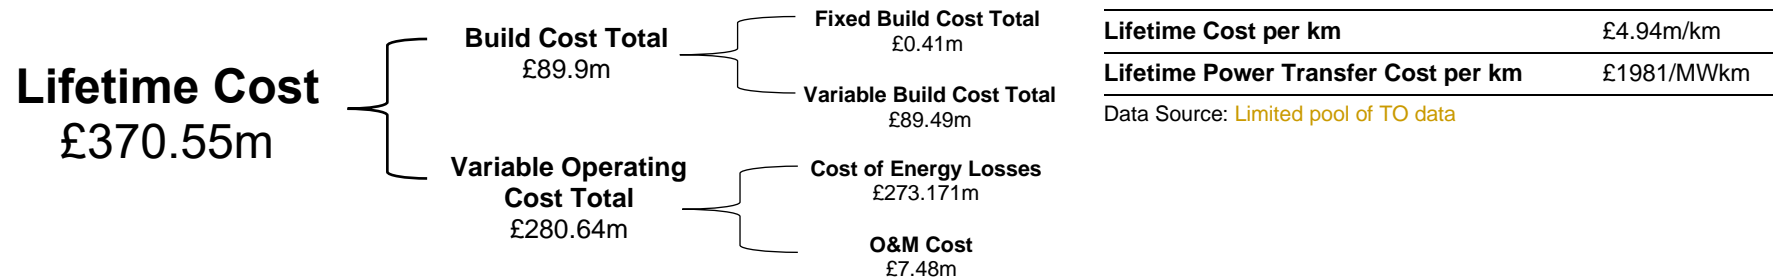 Lifetime Cost
£370.55m
Build Cost Total
£89.9m
Variable Operating
Cost Total
£280.64m
Fixed Build Cost Total
£0.41m
Variable Build Cost Total
£89.49m
Cost of Energy Losses
£273.171m
O&M Cost
£7.48m
Lifetime Cost per km £4.94m/km
Lifetime Power Transfer Cost per km £1981/MWkm
Data Source: Limited pool of TO data